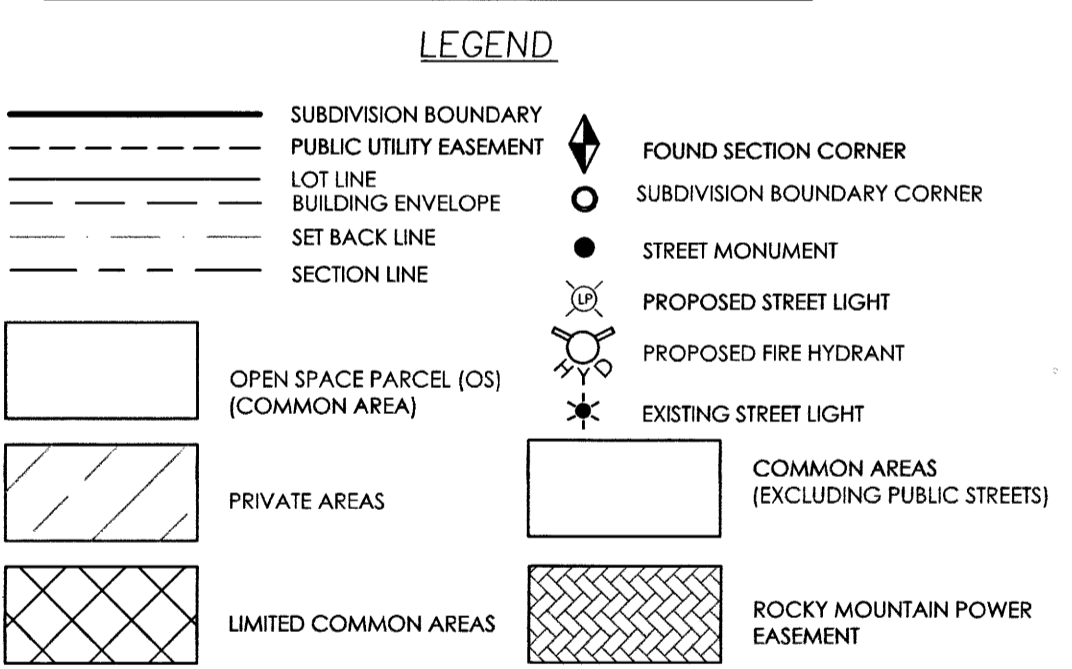 LEGEND
SUBDIVISION BOUNDARY
PUBLIC UTILITY EASEMENT
LOT LINE
BUILDING ENVELOPE
SET BACK LINE
SECTION LINE
OPEN SPACE PARCEL (OS)
(COMMON AREA)
PRIVATE AREAS
LIMITED COMMON AREAS
FOUND SECTION CORNER
SUBDIVISION BOUNDARY CORNER
STREET MONUMENT
LP
PROPOSED STREET LIGHT
HYD
PROPOSED FIRE HYDRANT
EXISTING STREET LIGHT
COMMON AREAS
(EXCLUDING PUBLIC STREETS)
ROCKY MOUNTAIN POWER
EASEMENT